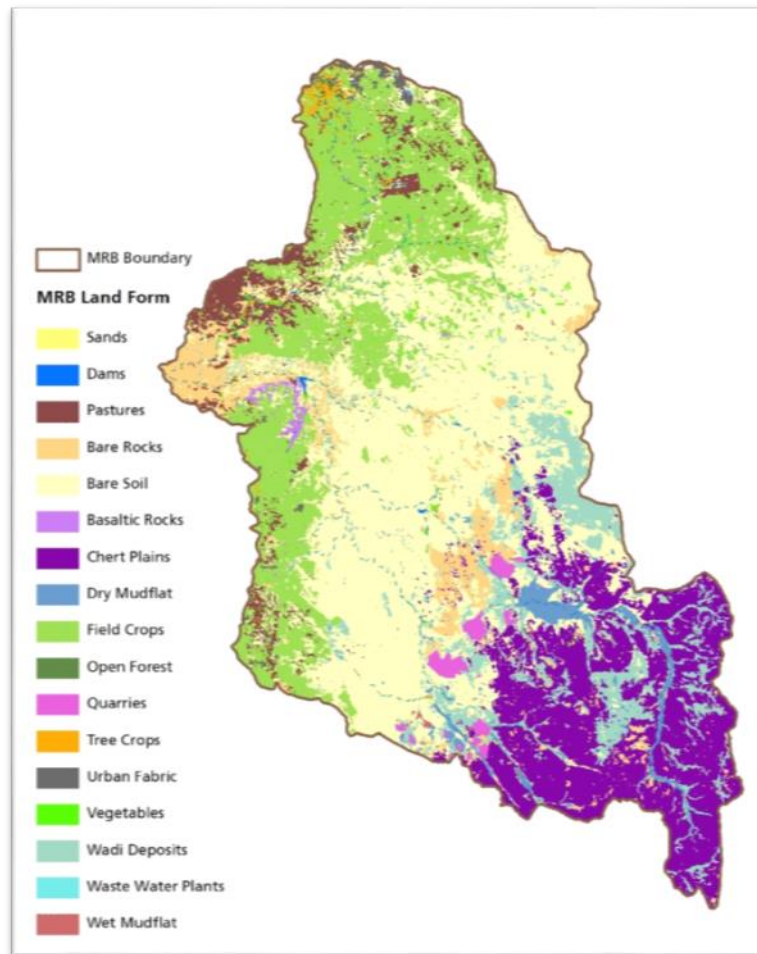 MRB Boundary
MRB Land Form
Sands
Dams
Pastures
Bare Rocks
Bare Soil
Basaltic Rocks
Chert Plains
Dry Mudflat
Field Crops
Open Forest
Quarries
Tree Crops
Urban Fabric
Vegetables
Wadi Deposits
Waste Water Plants
Wet Mudflat